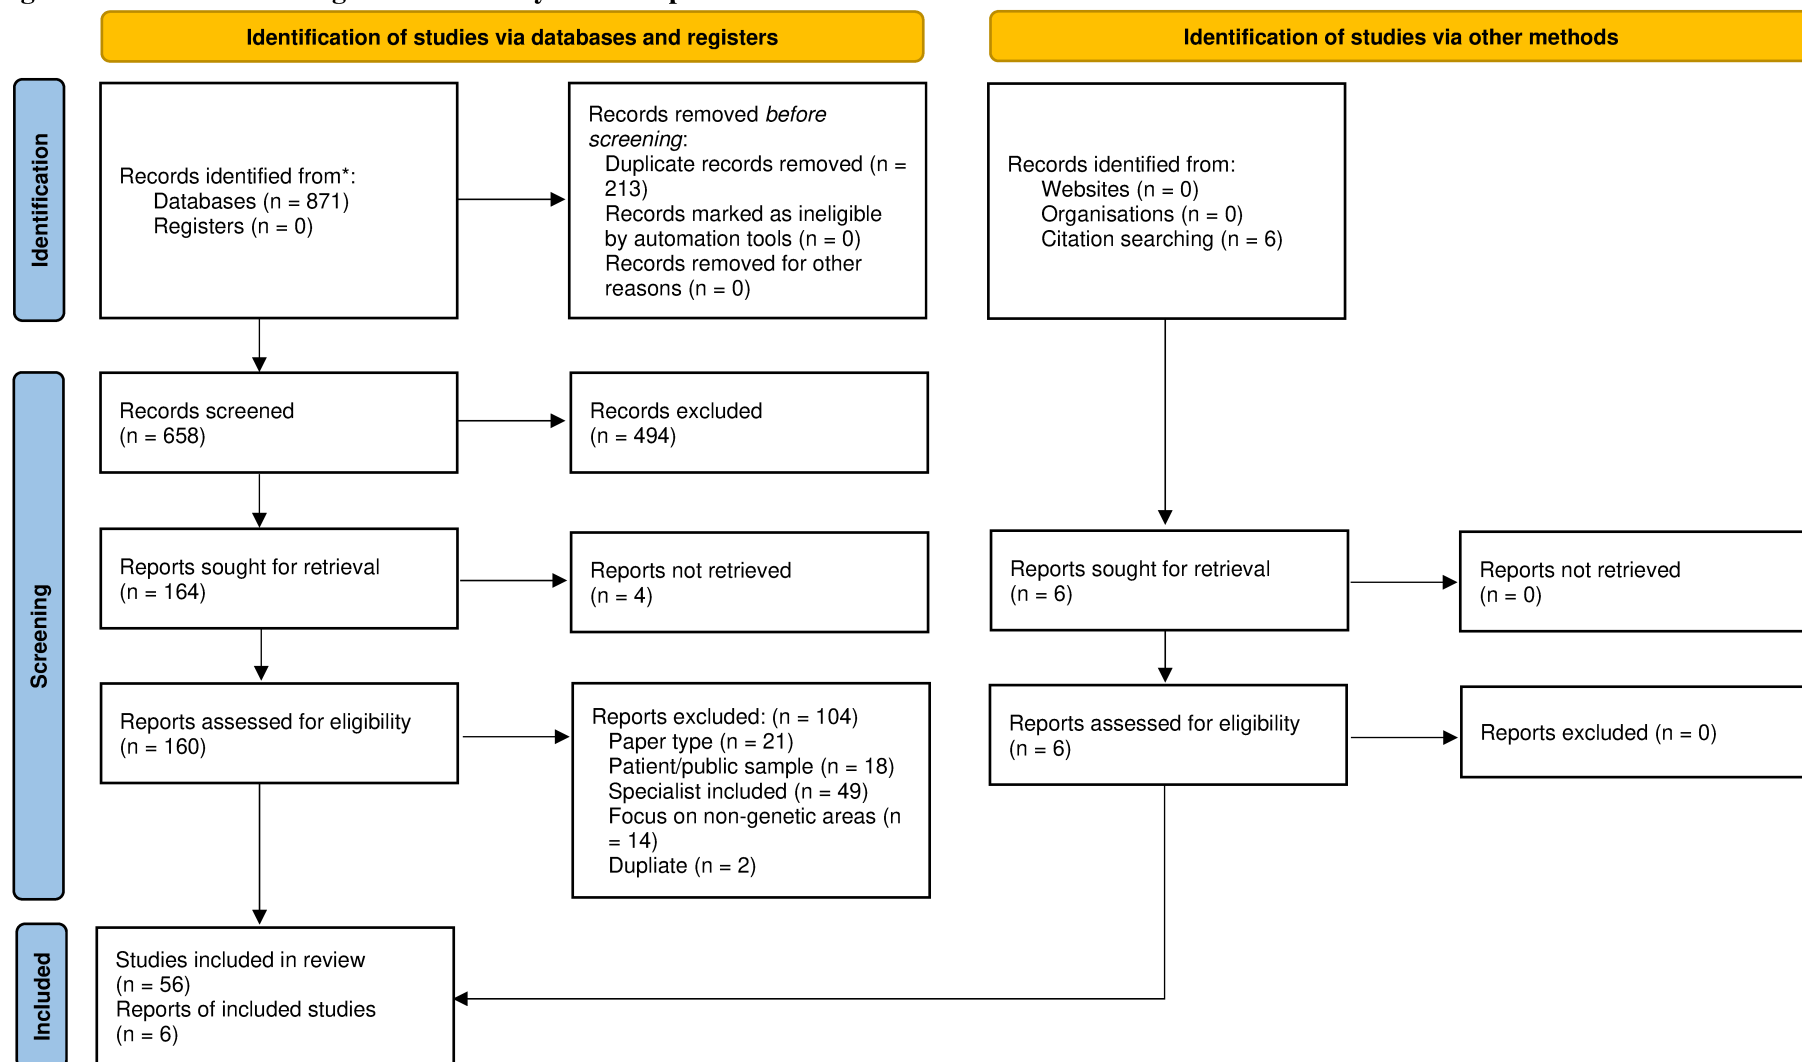 Identification of studies via databases and registers
Identification of studies via other methods
Identification
Records identified from*:
Databases (n = 871)
Registers (n = 0)
Records removed before
screening:
Duplicate records removed (n =
213)
Records marked as ineligible
by automation tools (n = 0)
Records removed for other
reasons (n = 0)
Records identified from:
Websites (n = 0)
Organisations (n = 0)
Citation searching (n = 6)
Screening
Records screened
(n = 658)
Records excluded
(n = 494)
Reports sought for retrieval
(n = 164)
Reports not retrieved
(n = 4)
Reports sought for retrieval
(n = 6)
Reports not retrieved
(n = 0)
Reports assessed for eligibility
(n = 160)
Reports excluded: (n = 104)
Paper type (n = 21)
Patient/public sample (n = 18)
Specialist included (n = 49)
Focus on non-genetic areas (n
= 14)
Dupliate (n = 2)
Reports assessed for eligibility
(n = 6)
Reports excluded (n = 0)
Included
Studies included in review
(n = 56)
Reports of included studies
(n = 6)